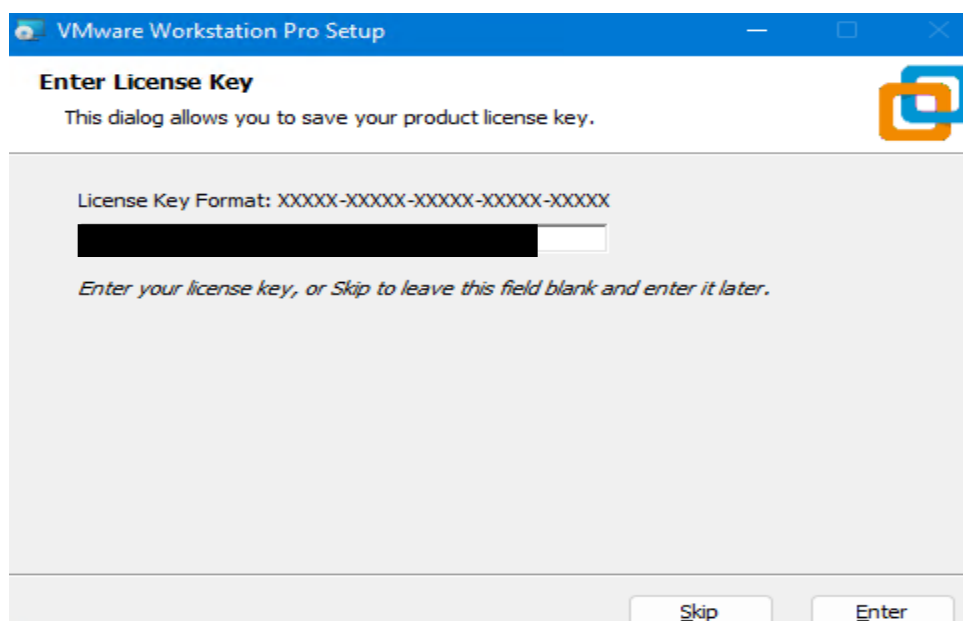 VMware Workstation Pro Setup
Enter License Key
This dialog allows you to save your product license key.
License Key Format: XXXXX-XXXXX-XXXXX-XXXXX-XXXXX
Enter your license key, or Skip to leave this field blank and enter it later.
Skip Enter